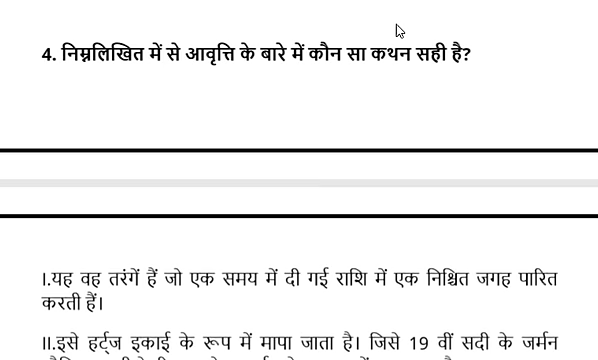 4. निम्नलिखित में से आवृत्ति के बारे में कौन सा कथन सही है?
I.यह वह तरंगें हैं जो एक समय में दी गई राशि में एक निश्चित जगह पारित
करती हैं।
II.इसे हर्ट्ज इकाई के रूप में मापा जाता है। जिसे 19 वीं सदी के जर्मन